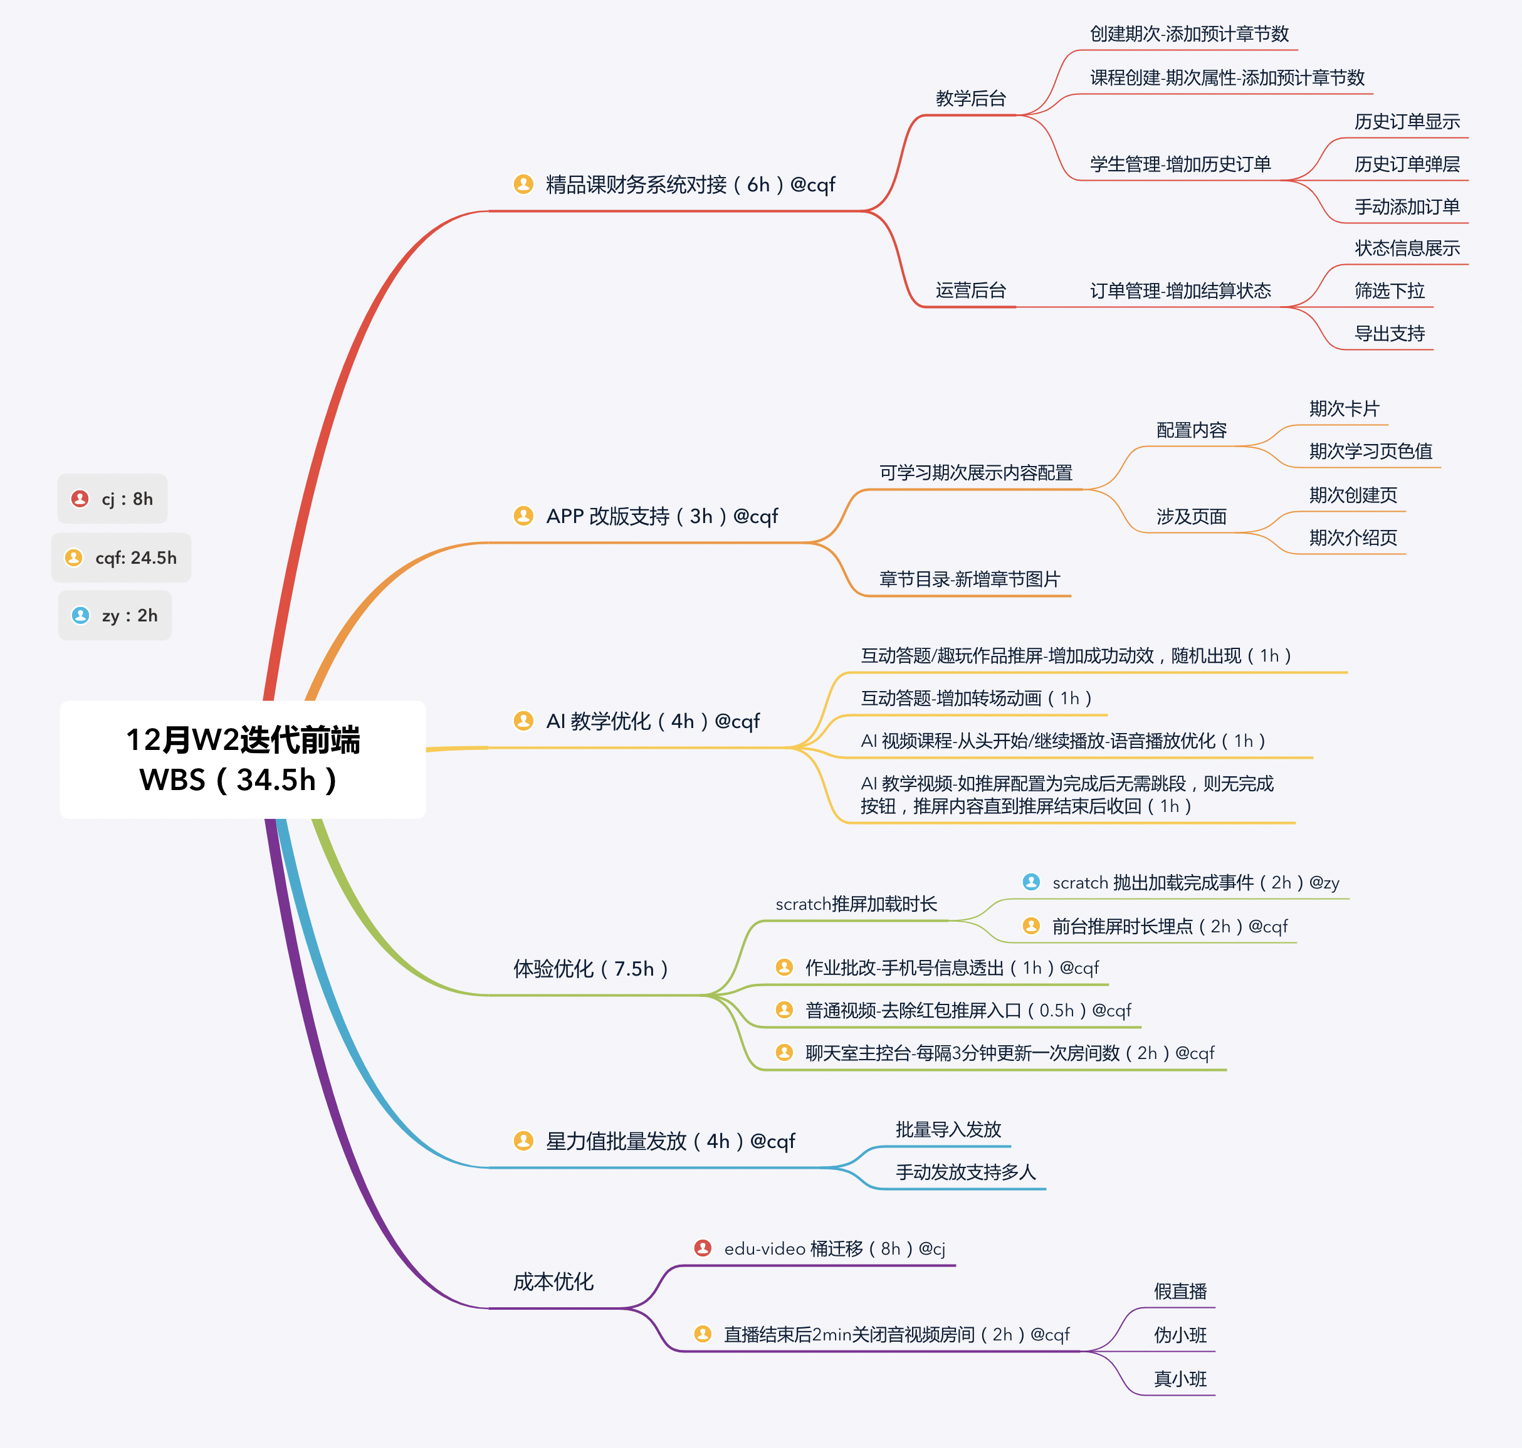 cj：8h
cqf: 24.5h
zy：2h
12月W2迭代前端
WBS（34.5h）
精品课财务系统对接（6h）@cqf
教学后台
创建期次-添加预计章节数
课程创建-期次属性-添加预计章节数
学生管理-增加历史订单
历史订单显示
历史订单弹层
手动添加订单
运营后台
订单管理-增加结算状态
状态信息展示
筛选下拉
导出支持
APP 改版支持（3h）@cqf
可学习期次展示内容配置
配置内容
期次卡片
期次学习页色值
涉及页面
期次创建页
期次介绍页
章节目录-新增章节图片
AI 教学优化（4h）@cqf
互动答题/趣玩作品推屏-增加成功动效，随机出现（1h）
互动答题-增加转场动画（1h）
AI 视频课程-从头开始/继续播放-语音播放优化（1h）
AI 教学视频-如推屏配置为完成后无需跳段，则无完成
按钮，推屏内容直到推屏结束后收回（1h）
体验优化（7.5h）
scratch推屏加载时长
scratch 抛出加载完成事件（2h）@zy
前台推屏时长埋点（2h）@cqf
作业批改-手机号信息透出（1h）@cqf
普通视频-去除红包推屏入口（0.5h）@cqf
聊天室主控台-每隔3分钟更新一次房间数（2h）@cqf
星力值批量发放（4h）@cqf
批量导入发放
手动发放支持多人
成本优化
edu-video 桶迁移（8h）@cj
直播结束后2min关闭音视频房间（2h）@cqf
假直播
伪小班
真小班